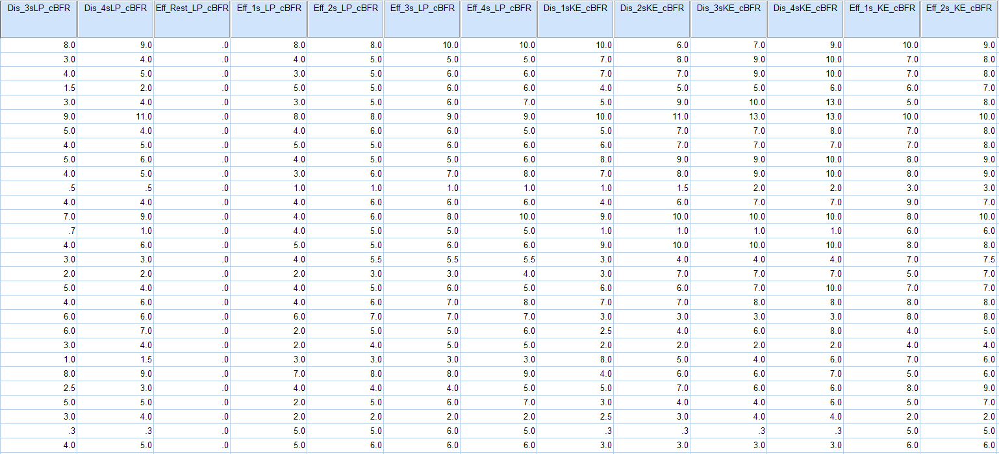 Dis_3sLP_cBFR Dis_4sLP_cBFR Eff_Rest_LP_cBFR Eff_1s_LP_cBFR Eff_2s_LP_cBFR Eff_3s_LP_cBFR Eff_4s_LP_cBFR Dis_1sKE_cBFR Dis_2sKE_cBFR Dis_3sKE_cBFR Dis_4sKE_cBFR Eff_1s_KE_cBFR Eff_2s_KE_cBFR
8.0 9.0 .0 8.0 8.0 10.0 10.0 10.0 6.0 7.0 9.0 10.0 9.0
3.0 4.0 .0 4.0 5.0 5.0 5.0 7.0 8.0 9.0 10.0 7.0 8.0
4.0 5.0 .0 3.0 5.0 6.0 6.0 7.0 7.0 9.0 10.0 7.0 8.0
1.5 2.0 .0 5.0 5.0 6.0 6.0 4.0 5.0 5.0 6.0 6.0 7.0
3.0 4.0 .0 3.0 5.0 6.0 7.0 5.0 9.0 10.0 13.0 5.0 8.0
9.0 11.0 .0 8.0 8.0 9.0 9.0 10.0 11.0 13.0 13.0 10.0 10.0
5.0 4.0 .0 4.0 6.0 6.0 5.0 5.0 7.0 7.0 8.0 7.0 8.0
4.0 5.0 .0 5.0 5.0 6.0 6.0 6.0 7.0 7.0 7.0 7.0 8.0
5.0 6.0 .0 4.0 5.0 5.0 6.0 8.0 9.0 9.0 10.0 8.0 9.0
4.0 5.0 .0 3.0 6.0 7.0 8.0 7.0 8.0 9.0 10.0 8.0 9.0
.5 .5 .0 1.0 1.0 1.0 1.0 1.0 1.5 2.0 2.0 3.0 3.0
4.0 4.0 .0 4.0 6.0 6.0 6.0 4.0 6.0 7.0 7.0 9.0 7.0
7.0 9.0 .0 4.0 6.0 8.0 10.0 9.0 10.0 10.0 10.0 8.0 10.0
.7 1.0 .0 4.0 5.0 5.0 5.0 1.0 1.0 1.0 1.0 6.0 6.0
4.0 6.0 .0 5.0 5.0 6.0 6.0 9.0 10.0 10.0 10.0 8.0 8.0
3.0 3.0 .0 4.0 5.5 5.5 5.5 3.0 4.0 4.0 4.0 7.0 7.5
2.0 2.0 .0 2.0 3.0 3.0 4.0 3.0 7.0 7.0 7.0 5.0 7.0
5.0 4.0 .0 4.0 5.0 6.0 5.0 6.0 6.0 7.0 10.0 7.0 7.0
4.0 6.0 .0 4.0 6.0 7.0 8.0 7.0 7.0 8.0 8.0 8.0 8.0
6.0 6.0 .0 6.0 7.0 7.0 7.0 3.0 3.0 3.0 3.0 8.0 8.0
6.0 7.0 .0 2.0 5.0 5.0 6.0 2.5 4.0 6.0 8.0 4.0 5.0
3.0 4.0 .0 2.0 4.0 5.0 5.0 2.0 2.0 2.0 2.0 4.0 4.0
1.0 1.5 .0 3.0 3.0 3.0 3.0 8.0 5.0 4.0 6.0 7.0 6.0
8.0 9.0 .0 7.0 8.0 8.0 9.0 4.0 6.0 6.0 7.0 5.0 6.0
2.5 3.0 .0 4.0 4.0 4.0 5.0 5.0 7.0 6.0 6.0 8.0 9.0
5.0 5.0 .0 2.0 5.0 6.0 7.0 3.0 4.0 4.0 6.0 5.0 7.0
3.0 4.0 .0 2.0 2.0 2.0 2.0 2.5 3.0 4.0 4.0 2.0 2.0
.3 .3 .0 5.0 5.0 6.0 5.0 .3 .3 .3 .3 5.0 5.0
4.0 5.0 .0 5.0 6.0 6.0 6.0 3.0 3.0 3.0 3.0 6.0 6.0